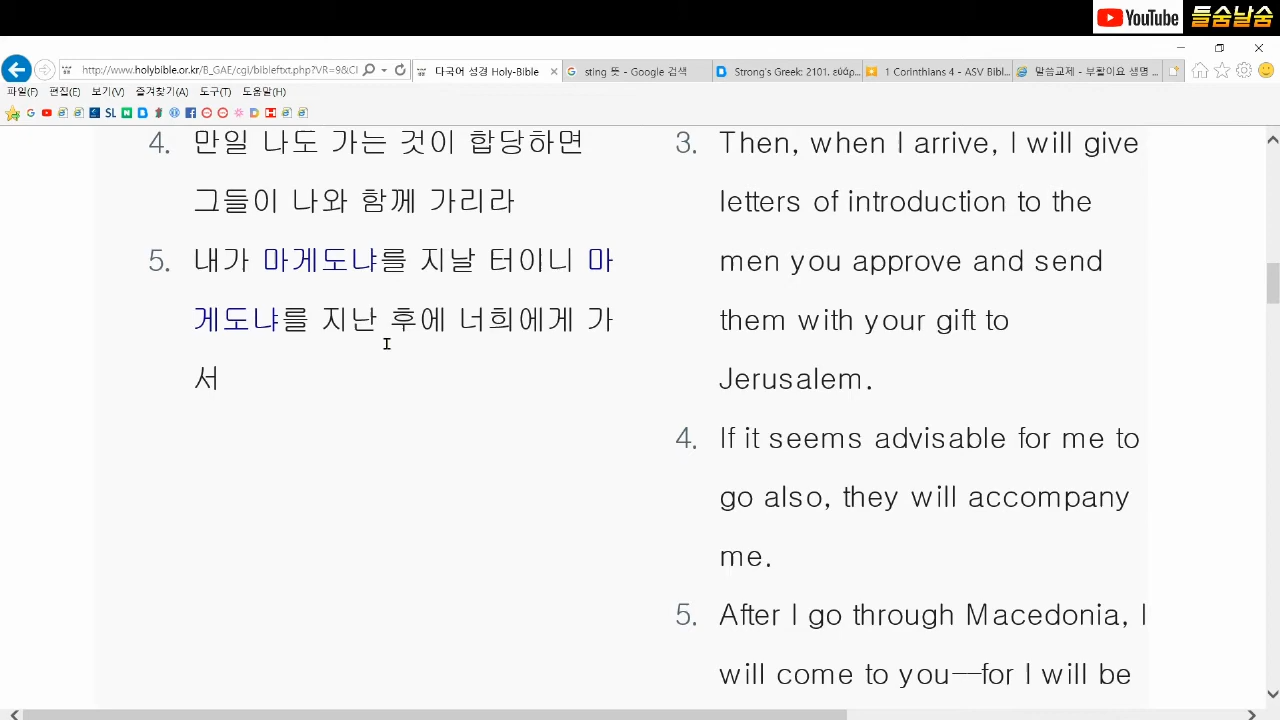 YouTube 들숨날숨
http://www.holybible.or.kr/B_GAE/cgi/bibleftxt.php?VR=9&CI
다국어 성경 Holy-Bible
sting 뜻 - Google 검색
Strong's Greek: 2101.
1 Corinthians 4 - ASV Bibl...
말씀교제 - 부활이요 생명 ...
파일(F) 편집(E) 보기(V) 즐겨찾기(A) 도구(T) 도움말(H)
4. 만일 나도 가는 것이 합당하면
그들이 나와 함께 가리라
5. 내가 마게도냐를 지날 터이니 마
게도냐를 지난 후에 너희에게 가
서
3. Then, when I arrive, I will give
letters of introduction to the
men you approve and send
them with your gift to
Jerusalem.
4. If it seems advisable for me to
go also, they will accompany
me.
5. After I go through Macedonia, I
will come to you--for I will be